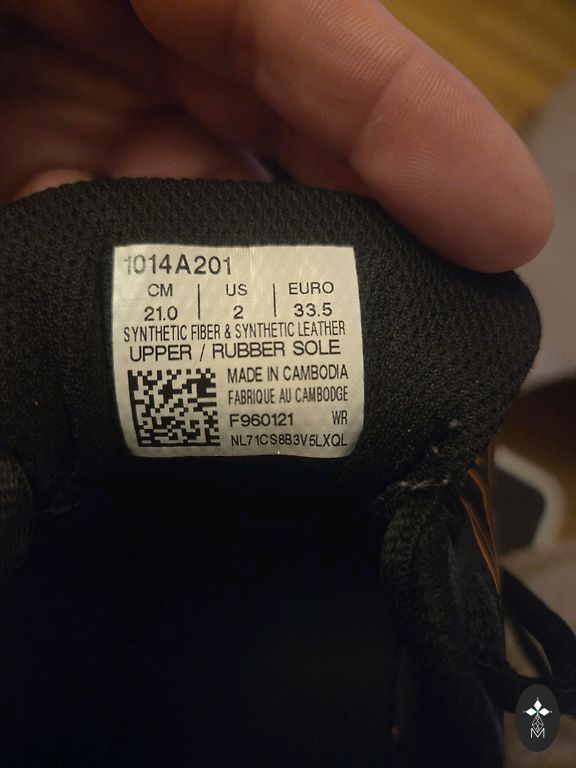 1014A201
CM | US | EURO
21.0 | 2 | 33.5
SYNTHETIC FIBER & SYNTHETIC LEATHER
UPPER / RUBBER SOLE
MADE IN CAMBODIA
FABRIQUE AU CAMBODGE
F960121 WR
NL71CS8B3V5LXQL
M